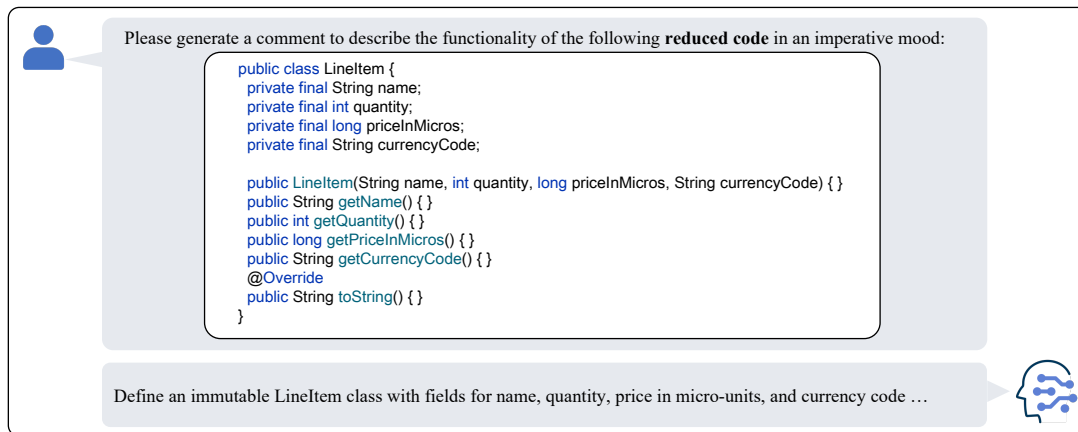 Please generate a comment to describe the functionality of the following reduced code in an imperative mood:
public class LineItem {
private final String name;
private final int quantity;
private final long priceInMicros;
private final String currencyCode;
public LineItem(String name, int quantity, long priceInMicros, String currencyCode) { }
public String getName() { }
public int getQuantity() { }
public long getPriceInMicros() { }
public String getCurrencyCode() { }
@Override
public String toString() { }
}
Define an immutable LineItem class with fields for name, quantity, price in micro-units, and currency code …